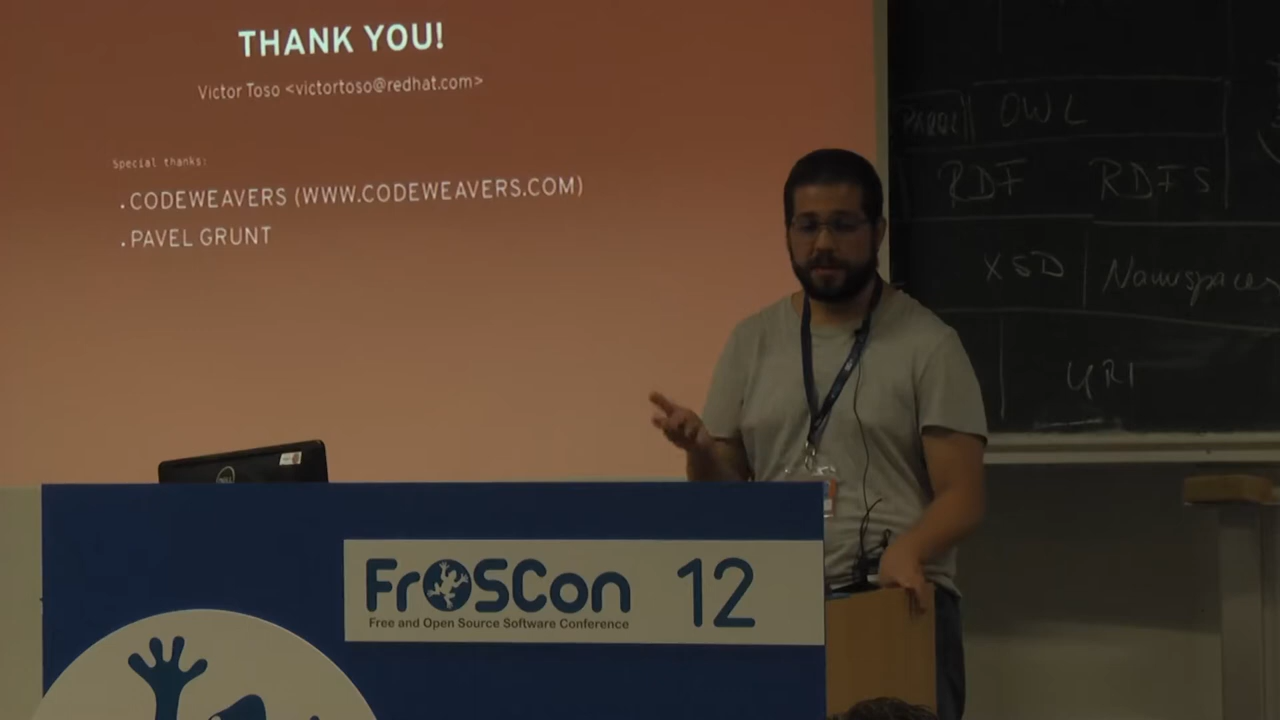 THANK YOU!
Victor Toso <victortoso@redhat.com>
Special thanks:
. CODEWEAVERS (WWW.CODEWEAVERS.COM)
. PAVEL GRUNT
OWL
RDF RDFS
XSD Namespaces
URI
DELL
FrOSCon 12
Free and Open Source Software Conference